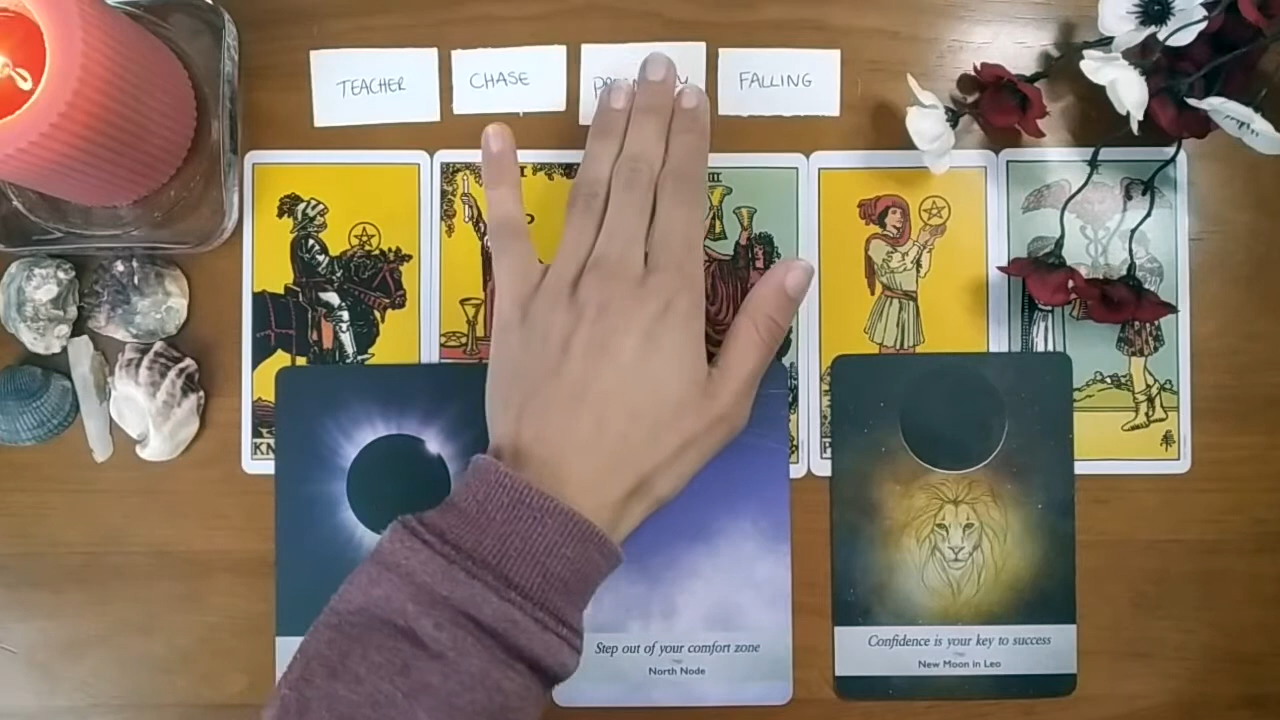 TEACHER
CHASE
FALLING
KN
Step out of your comfort zone
North Node
Confidence is your key to success
New Moon in Leo